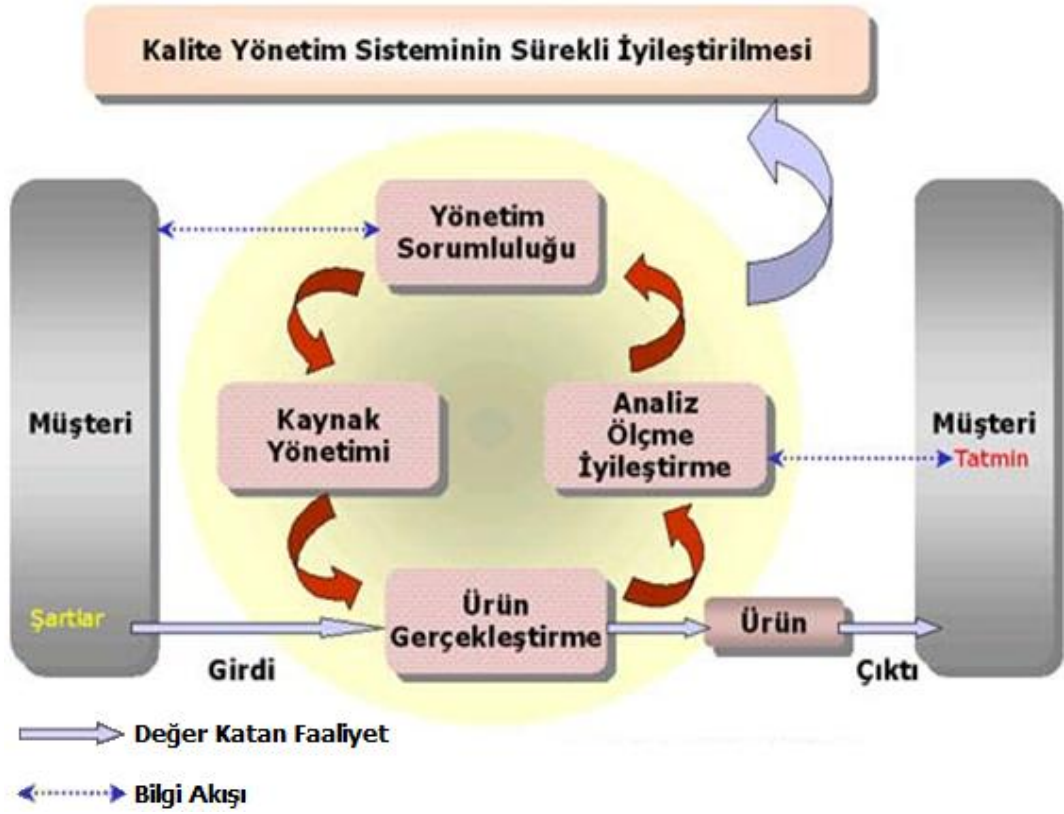 Kalite Yönetim Sisteminin Sürekli İyileştirilmesi
Yönetim
Sorumluluğu
Müşteri
Kaynak
Yönetimi
Analiz
Ölçme
İyileştirme
Müşteri
Tatmin
Şartlar
Girdi
Ürün
Gerçekleştirme
Ürün
Çıktı
Değer Katan Faaliyet
Bilgi Akışı